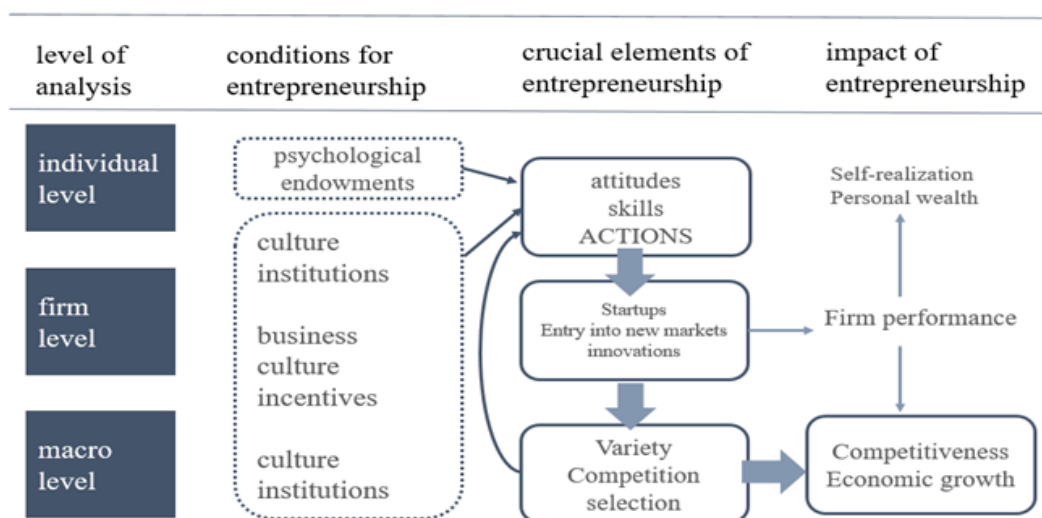 level of
analysis
conditions for
entrepreneurship
crucial elements of
entrepreneurship
impact of
entrepreneurship
individual
level
psychological
endowments
attitudes
skills
ACTIONS
Self-realization
Personal wealth
culture
institutions
firm
level
business
culture
incentives
Startups
Entry into new markets
innovations
Firm performance
macro
level
culture
institutions
Variety
Competition
selection
Competitiveness
Economic growth